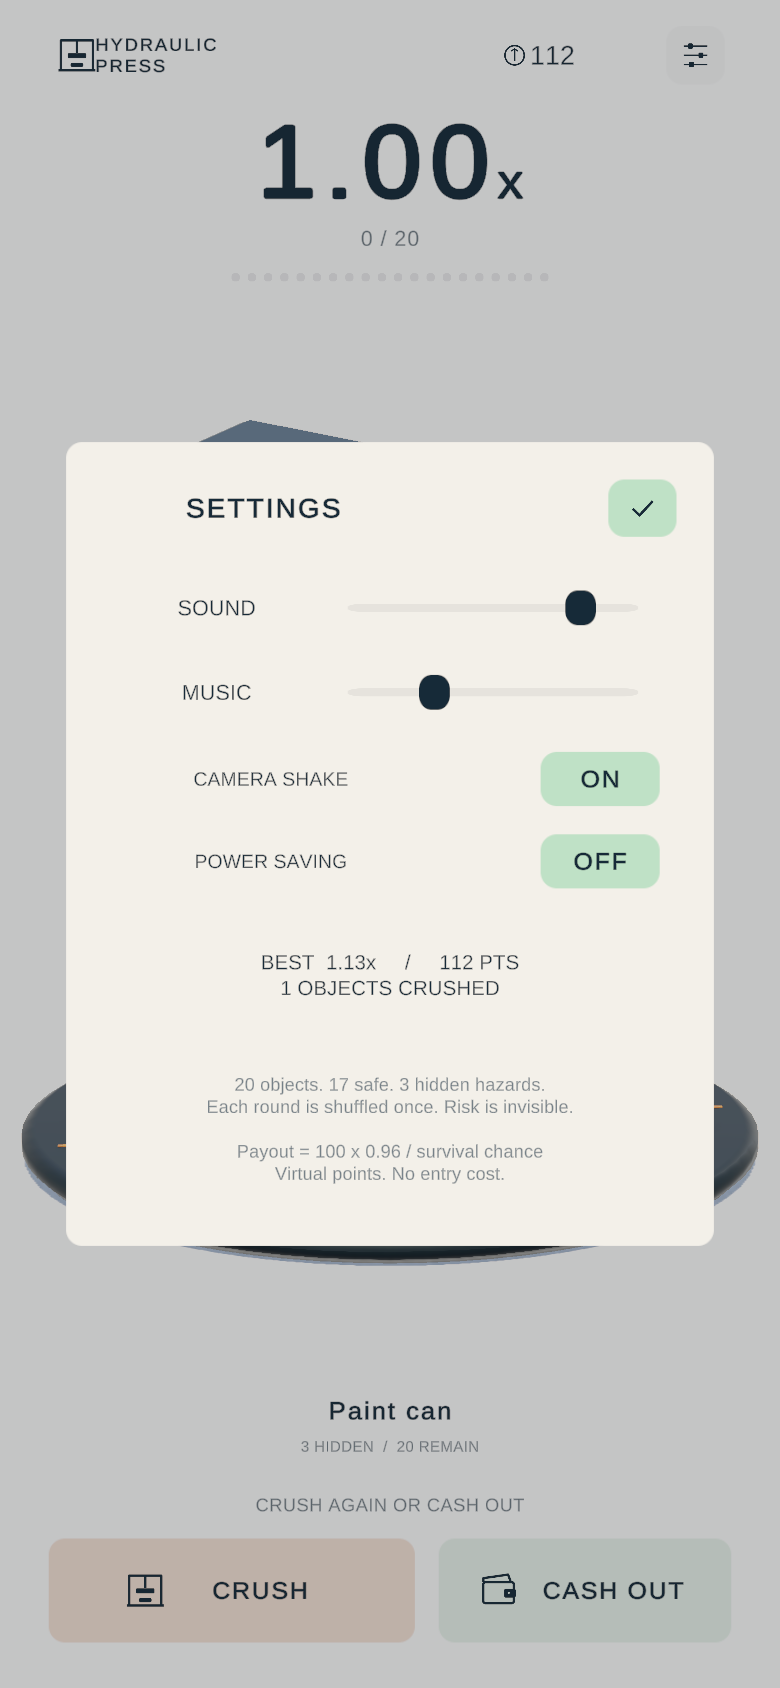 HYDRAULIC
PRESS
112
1.00x
0 / 20
SETTINGS
SOUND
MUSIC
CAMERA SHAKE
ON
POWER SAVING
OFF
BEST 1.13x / 112 PTS
1 OBJECTS CRUSHED
20 objects. 17 safe. 3 hidden hazards.
Each round is shuffled once. Risk is invisible.
Payout = 100 x 0.96 / survival chance
Virtual points. No entry cost.
Paint can
3 HIDDEN / 20 REMAIN
CRUSH AGAIN OR CASH OUT
CRUSH
CASH OUT